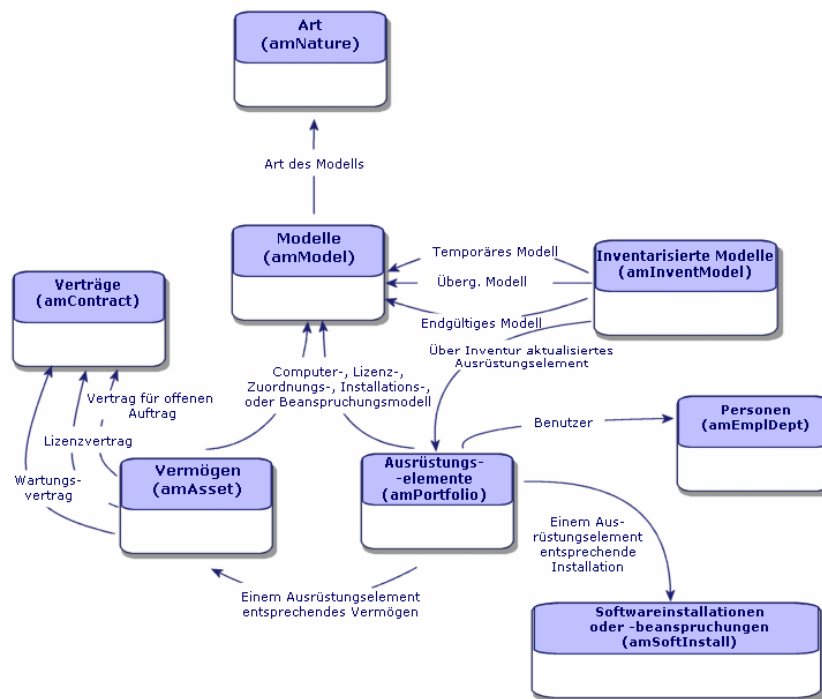 Art
(amNature)
Art des Modells
Modelle
(amModel)
Temporäres Modell
Überg. Modell
Endgültiges Modell
Inventarisierte Modelle
(amInventModel)
Verträge
(amContract)
Über Inventur aktualisiertes
Ausrüstungselement
Computer-, Lizenz-,
Zuordnungs-, Installations-,
oder Beanspruchungsmodell
Vertrag für offenen
Auftrag
Lizenzvertrag
Wartungs-
vertrag
Benutzer
Personen
(amEmplDept)
Vermögen
(amAsset)
Ausrüstungs-
-elemente
(amPortfolio)
Einem Aus-
rüstungselement
entsprechende
Installation
Einem Ausrüstungselement
entsprechendes Vermögen
Softwareinstallationen
oder -beanspruchungen
(amSoftInstall)